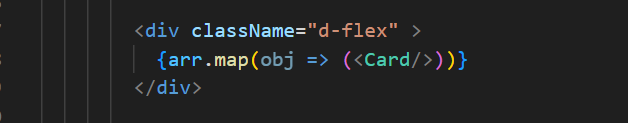 <div className="d-flex" >
{arr.map(obj => (<Card/>))}
</div>